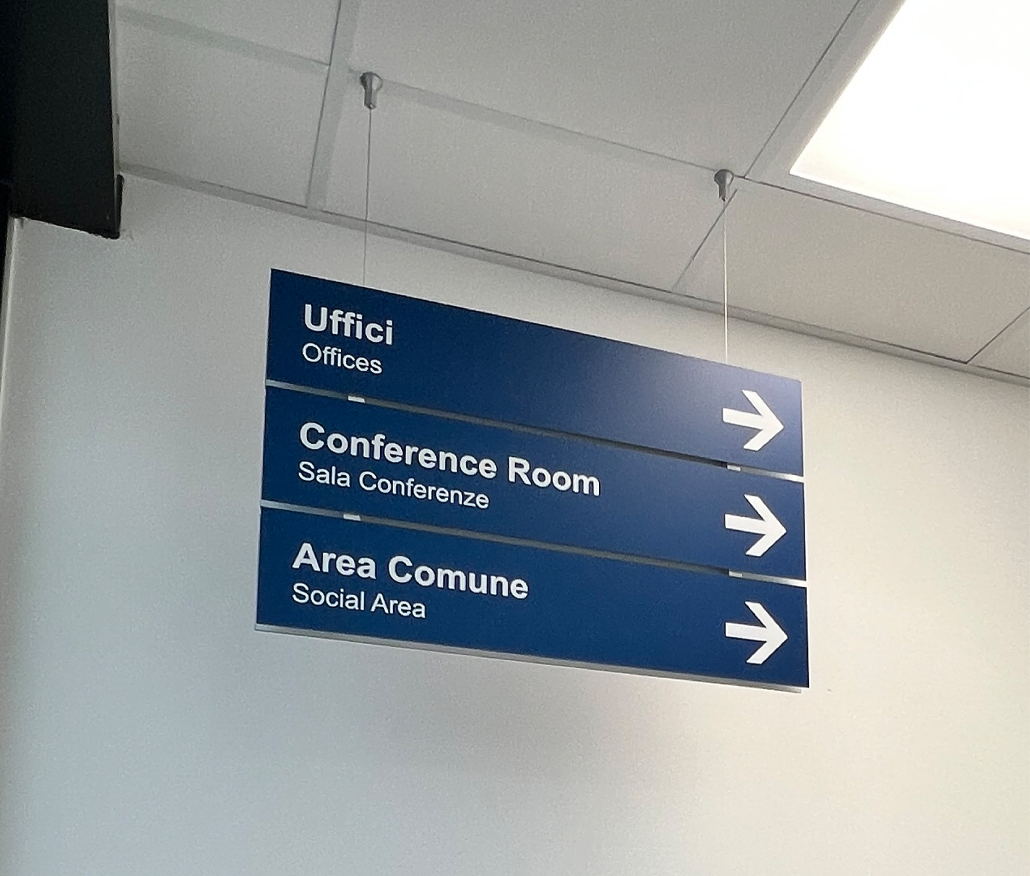 Uffici
Offices
Conference Room
Sala Conferenze
Area Comune
Social Area